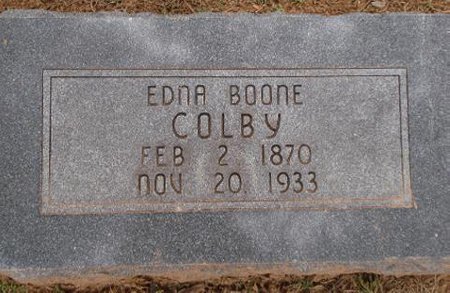 EDNA BOONE
COLBY
FEB 2 1870
NOV 20. 1933